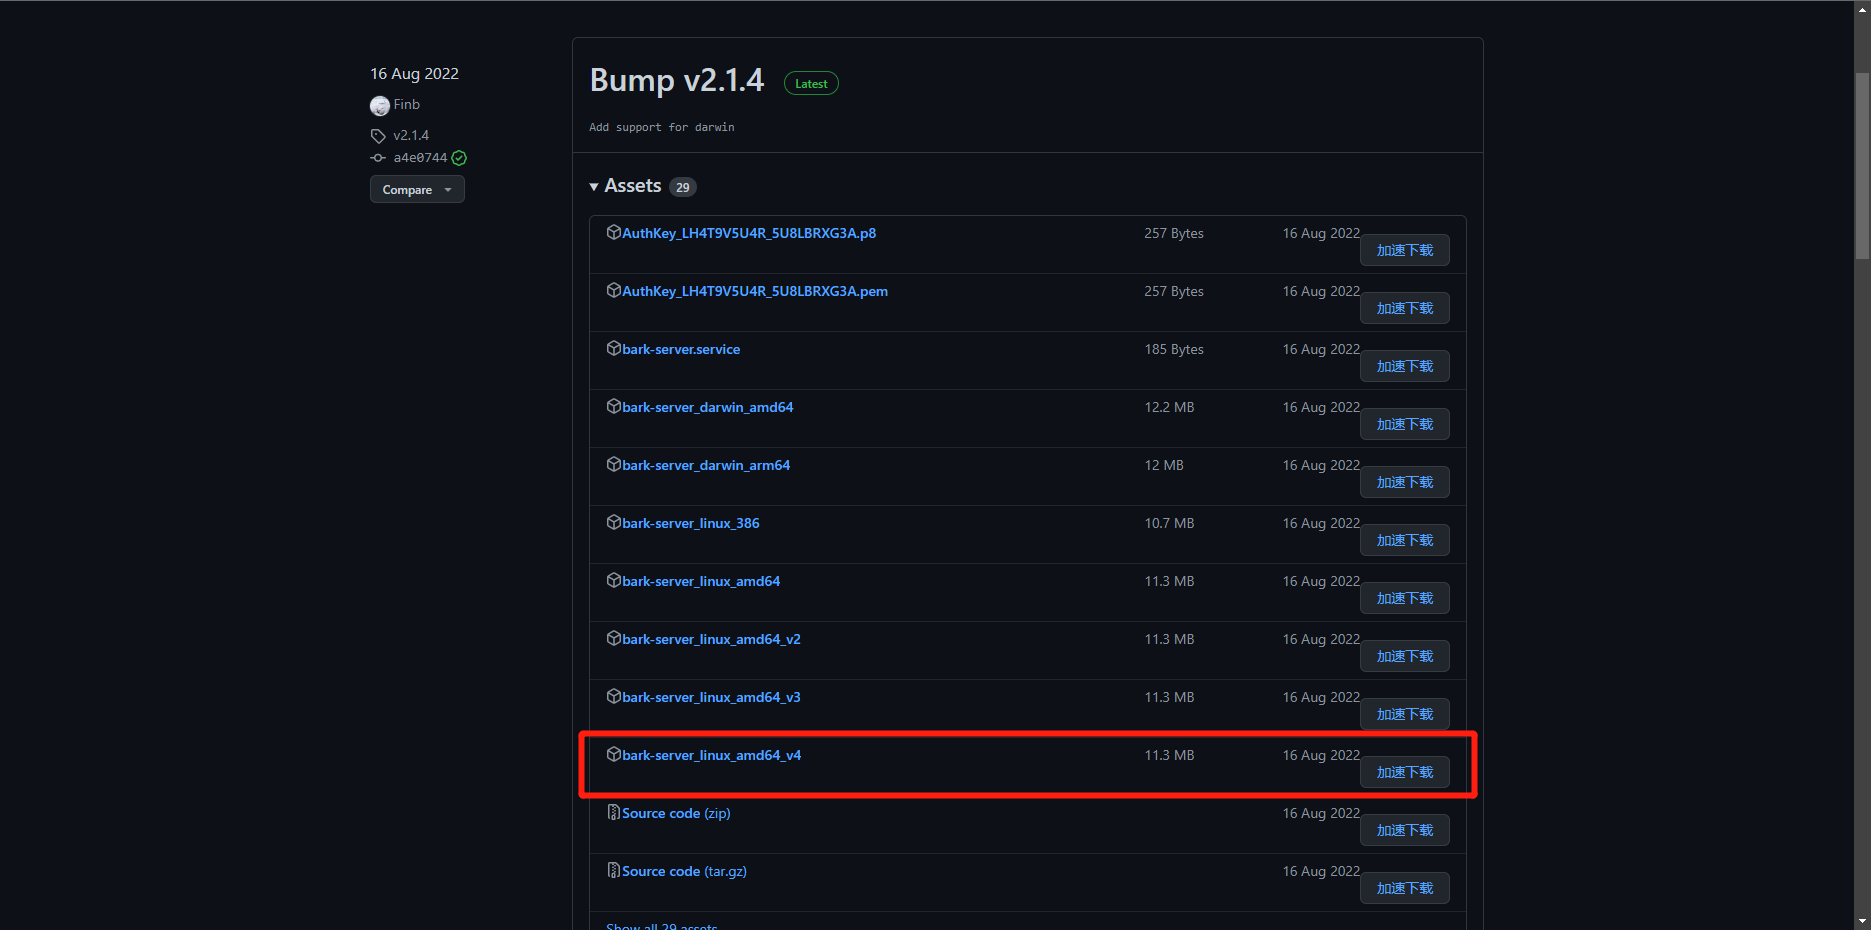 16 Aug 2022
Finb
v2.1.4
a4e0744
Compare
Bump v2.1.4 Latest
Add support for darwin
Assets 29
AuthKey_LH4T9V5U4R_5U8LBRXG3A.p8 257 Bytes 16 Aug 2022 加速下载
AuthKey_LH4T9V5U4R_5U8LBRXG3A.pem 257 Bytes 16 Aug 2022 加速下载
bark-server.service 185 Bytes 16 Aug 2022 加速下载
bark-server_darwin_amd64 12.2 MB 16 Aug 2022 加速下载
bark-server_darwin_arm64 12 MB 16 Aug 2022 加速下载
bark-server_linux_386 10.7 MB 16 Aug 2022 加速下载
bark-server_linux_amd64 11.3 MB 16 Aug 2022 加速下载
bark-server_linux_amd64_v2 11.3 MB 16 Aug 2022 加速下载
bark-server_linux_amd64_v3 11.3 MB 16 Aug 2022 加速下载
bark-server_linux_amd64_v4 11.3 MB 16 Aug 2022 加速下载
Source code (zip) 16 Aug 2022 加速下载
Source code (tar.gz) 16 Aug 2022 加速下载
Show all 29 assets